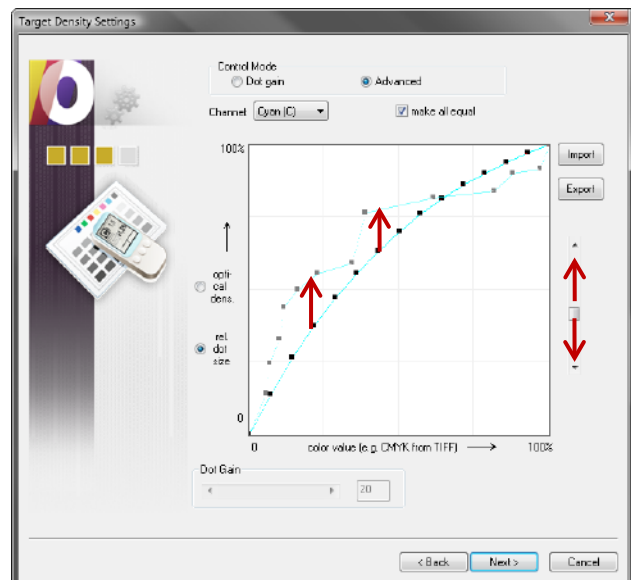 Target Density Settings
Control Mode
Dot gain
Advanced
Channel
Cyan (C)
make all equal
100%
Import
Export
opti-
cal
dens.
rel.
dot
size
0
0
color value (e.g. CMYK from TIFF)
100%
Dot Gain
20
< Back
Next >
Cancel